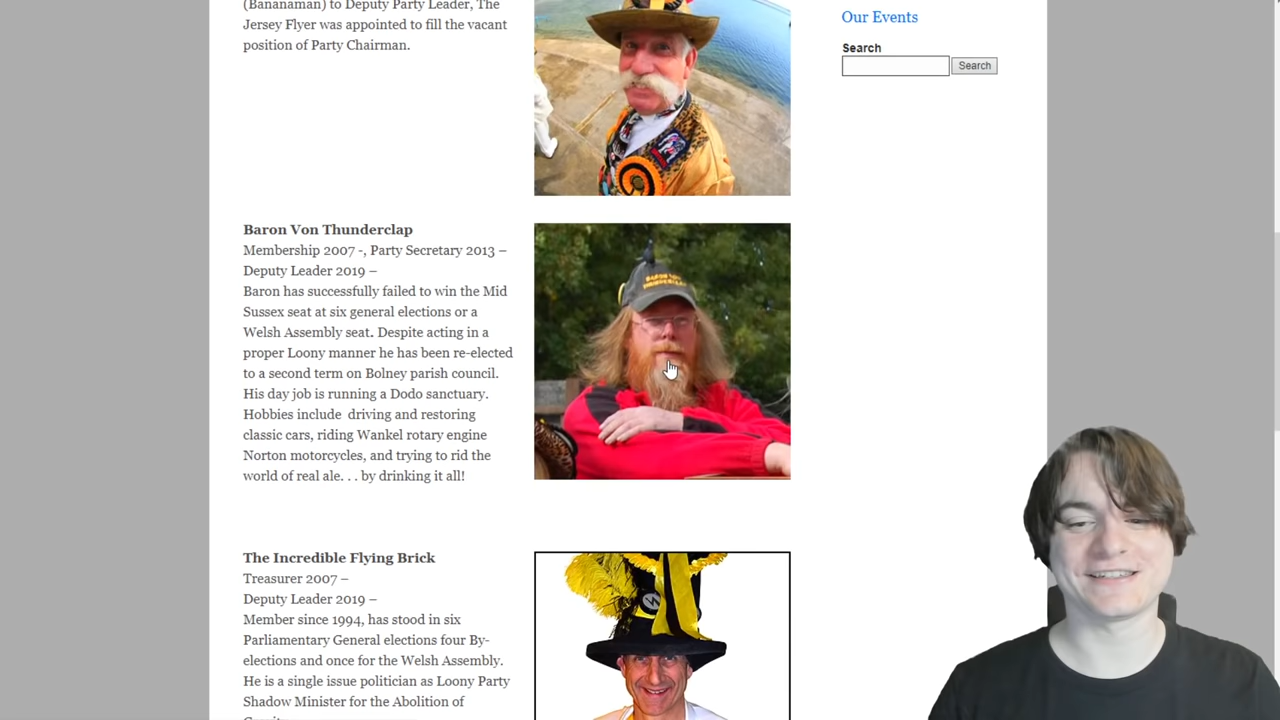 (Bananaman) to Deputy Party Leader, The
Jersey Flyer was appointed to fill the vacant
position of Party Chairman.
Our Events
Search
Search
Baron Von Thunderclap
Membership 2007 -, Party Secretary 2013 –
Deputy Leader 2019 –
Baron has successfully failed to win the Mid
Sussex seat at six general elections or a
Welsh Assembly seat. Despite acting in a
proper Loony manner he has been re-elected
to a second term on Bolney parish council.
His day job is running a Dodo sanctuary.
Hobbies include driving and restoring
classic cars, riding Wankel rotary engine
Norton motorcycles, and trying to rid the
world of real ale. . . by drinking it all!
BARON VON
THUNDERCLAP
The Incredible Flying Brick
Treasurer 2007 –
Deputy Leader 2019 –
Member since 1994, has stood in six
Parliamentary General elections four By-
elections and once for the Welsh Assembly.
He is a single issue politician as Loony Party
Shadow Minister for the Abolition of